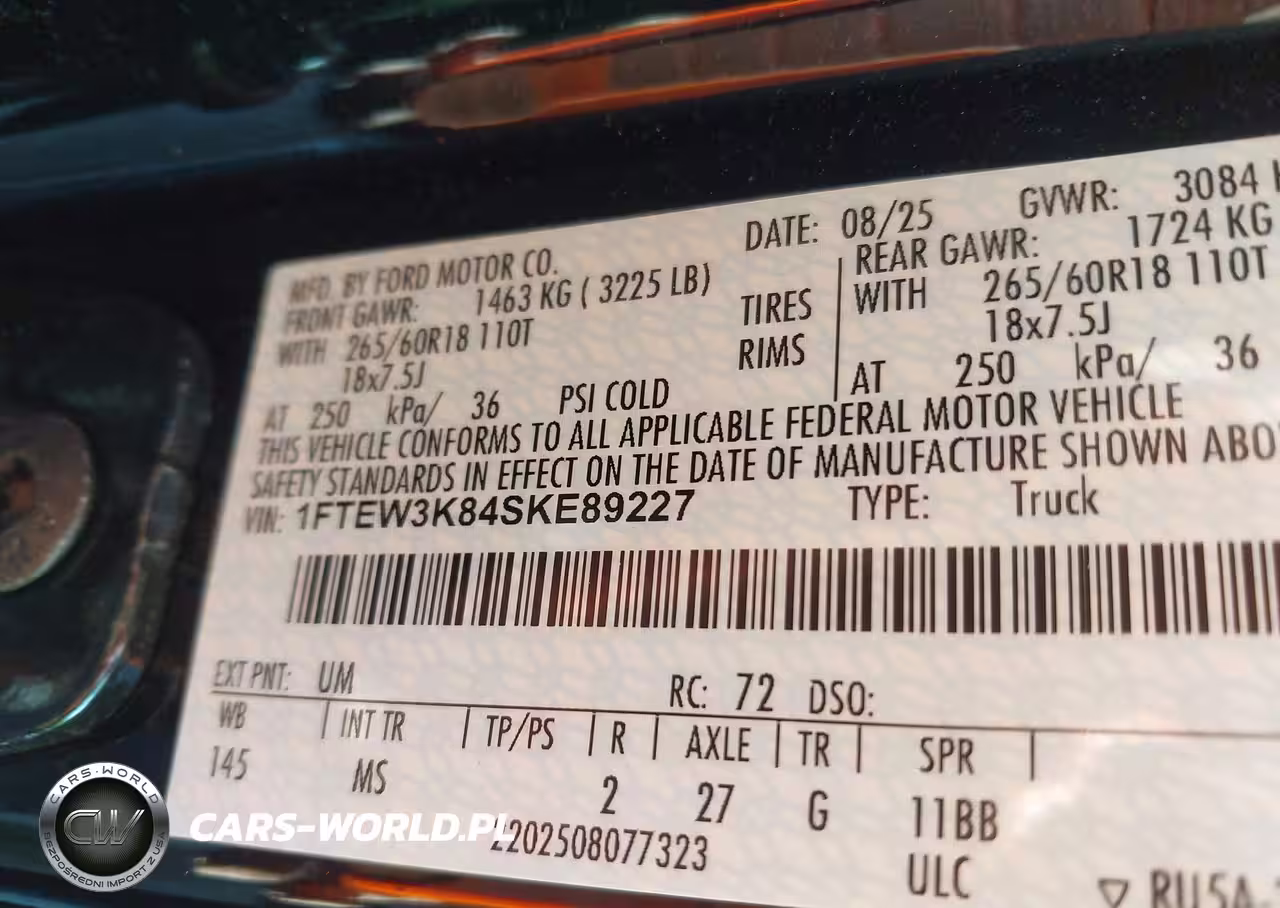 DATE: 08/25 GVWR: 3084
MFD. BY FORD MOTOR CO.
FRONT GAWR: 1463 KG ( 3225 LB)
WITH 265/60R18 110T TIRES
18x7.5J RIMS
AT 250 kPa/ 36 PSI COLD
REAR GAWR: 1724 KG
WITH 265/60R18 110T
18x7.5J
AT 250 kPa/ 36
THIS VEHICLE CONFORMS TO ALL APPLICABLE FEDERAL MOTOR VEHICLE
SAFETY STANDARDS IN EFFECT ON THE DATE OF MANUFACTURE SHOWN ABO
VIN: 1FTEW3K84SKE89227 TYPE: Truck
EXT PNT: UM RC: 72 DSO:
WB INT TR TP/PS R AXLE TR SPR
145 MS 2 27 G 11BB
2202508077323 ULC
CARS-WORLD.PL
CARS-WORLD
CW
BEZPOŚREDNI IMPORT Z USA